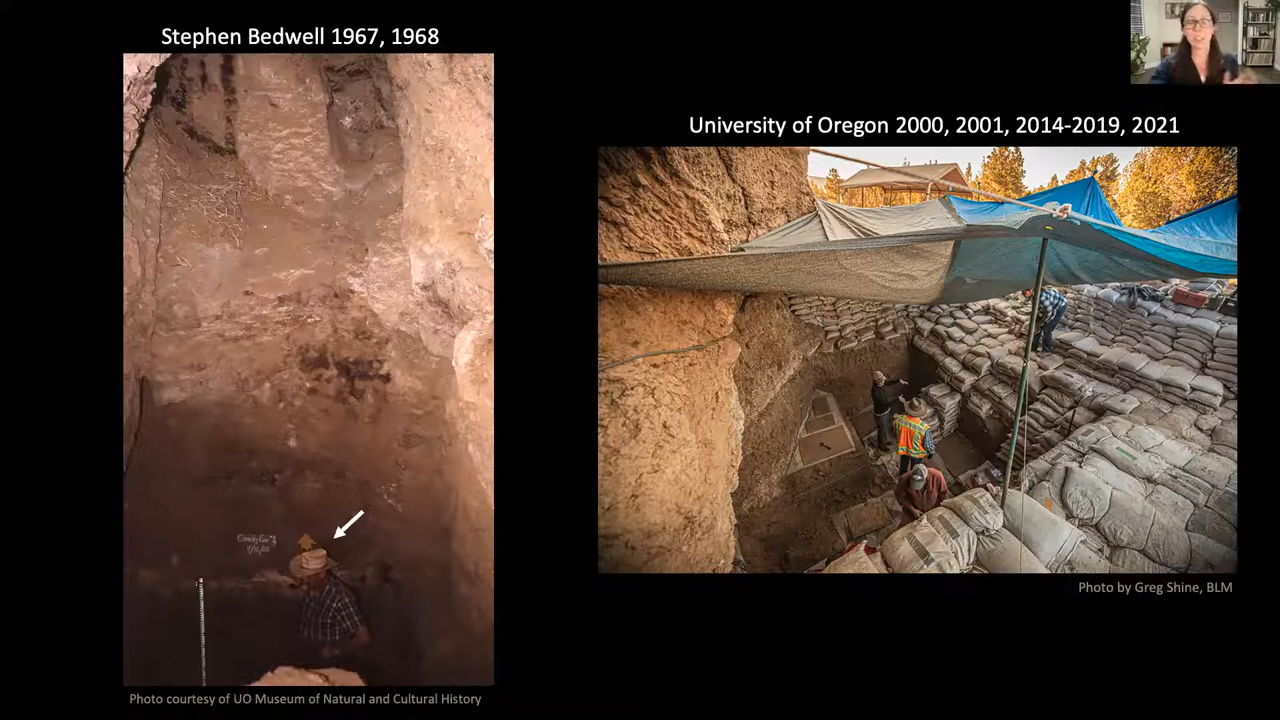 Stephen Bedwell 1967, 1968
University of Oregon 2000, 2001, 2014-2019, 2021
Photo by Greg Shine, BLM
Photo courtesy of UO Museum of Natural and Cultural History